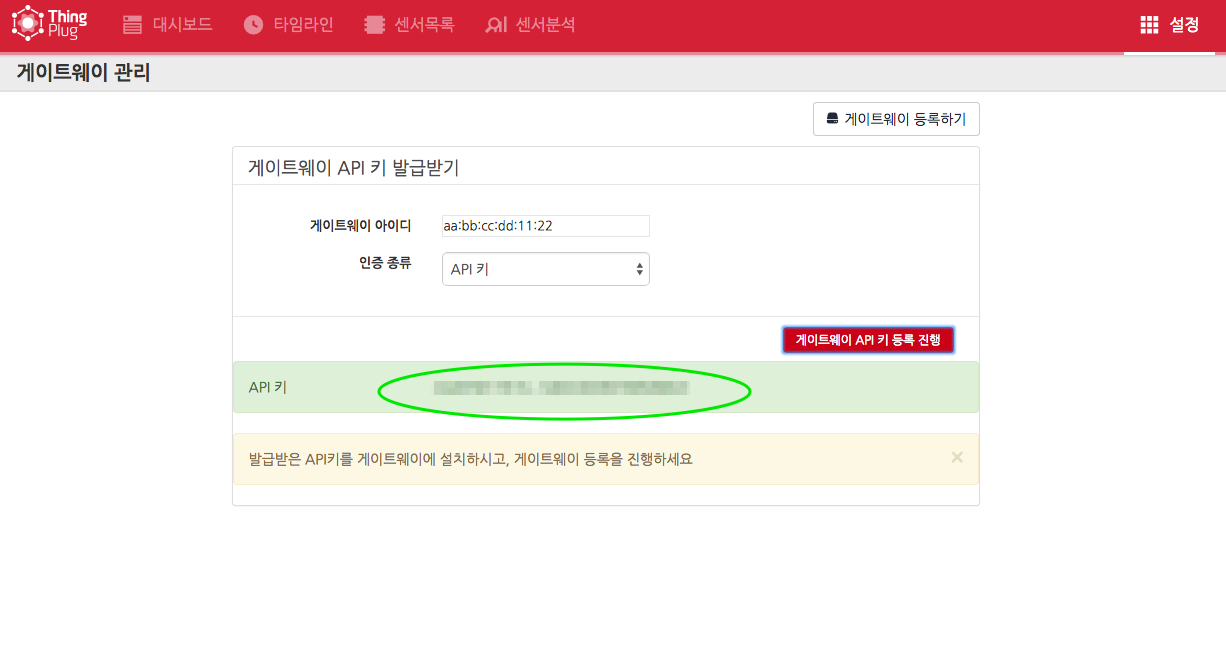 Thing
Plug
대시보드
타임라인
센서목록
센서분석
설정
게이트웨이 관리
게이트웨이 등록하기
게이트웨이 API 키 발급받기
게이트웨이 아이디
aa:bb:cc:dd:11:22
인증 종류
API 키
게이트웨이 API 키 등록 진행
API 키
발급받은 API키를 게이트웨이에 설치하시고, 게이트웨이 등록을 진행하세요
×